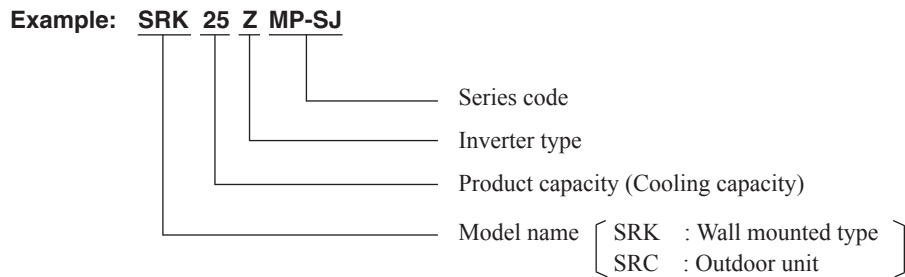 Example: SRK 25 Z MP-SJ
Series code
Inverter type
Product capacity (Cooling capacity)
Model name SRK : Wall mounted type
SRC : Outdoor unit